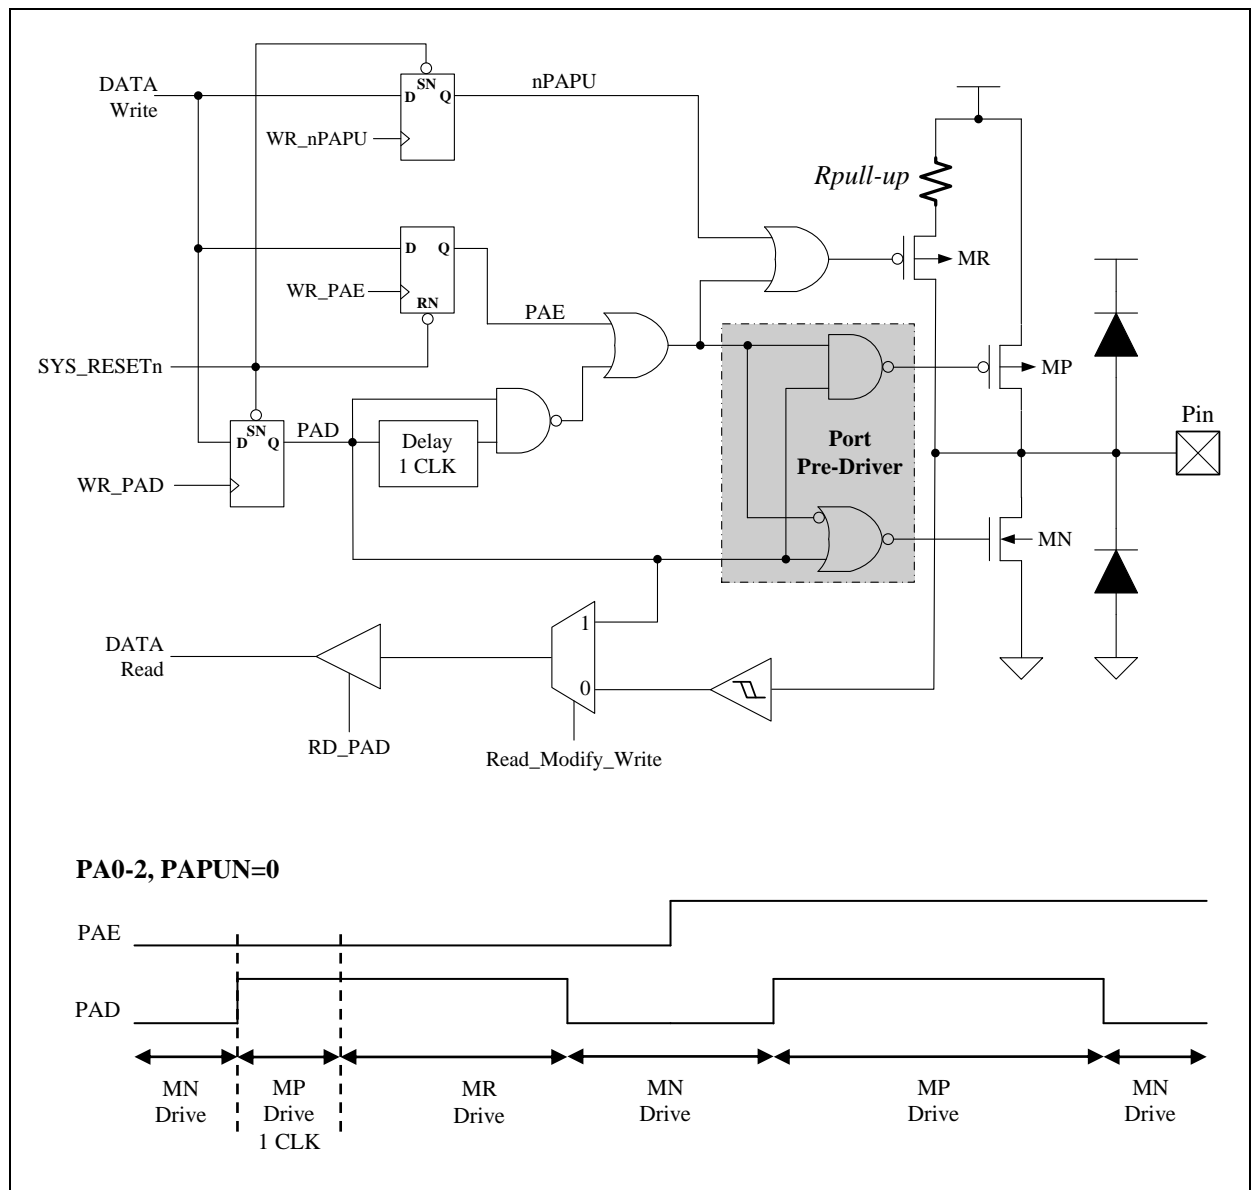 DATA
Write
SN
D
Q
nPAPU
WR_nPAPU
Rpull-up
D
Q
MR
WR_PAE
RN
PAE
SYS_RESETn
MP
Pin
SN
D
Q
PAD
Delay
1 CLK
Port
Pre-Driver
WR_PAD
MN
1
DATA
Read
0
RD_PAD
Read_Modify_Write
PA0-2, PAPUN=0
PAE
PAD
MN
Drive
MP
Drive
1 CLK
MR
Drive
MN
Drive
MP
Drive
MN
Drive